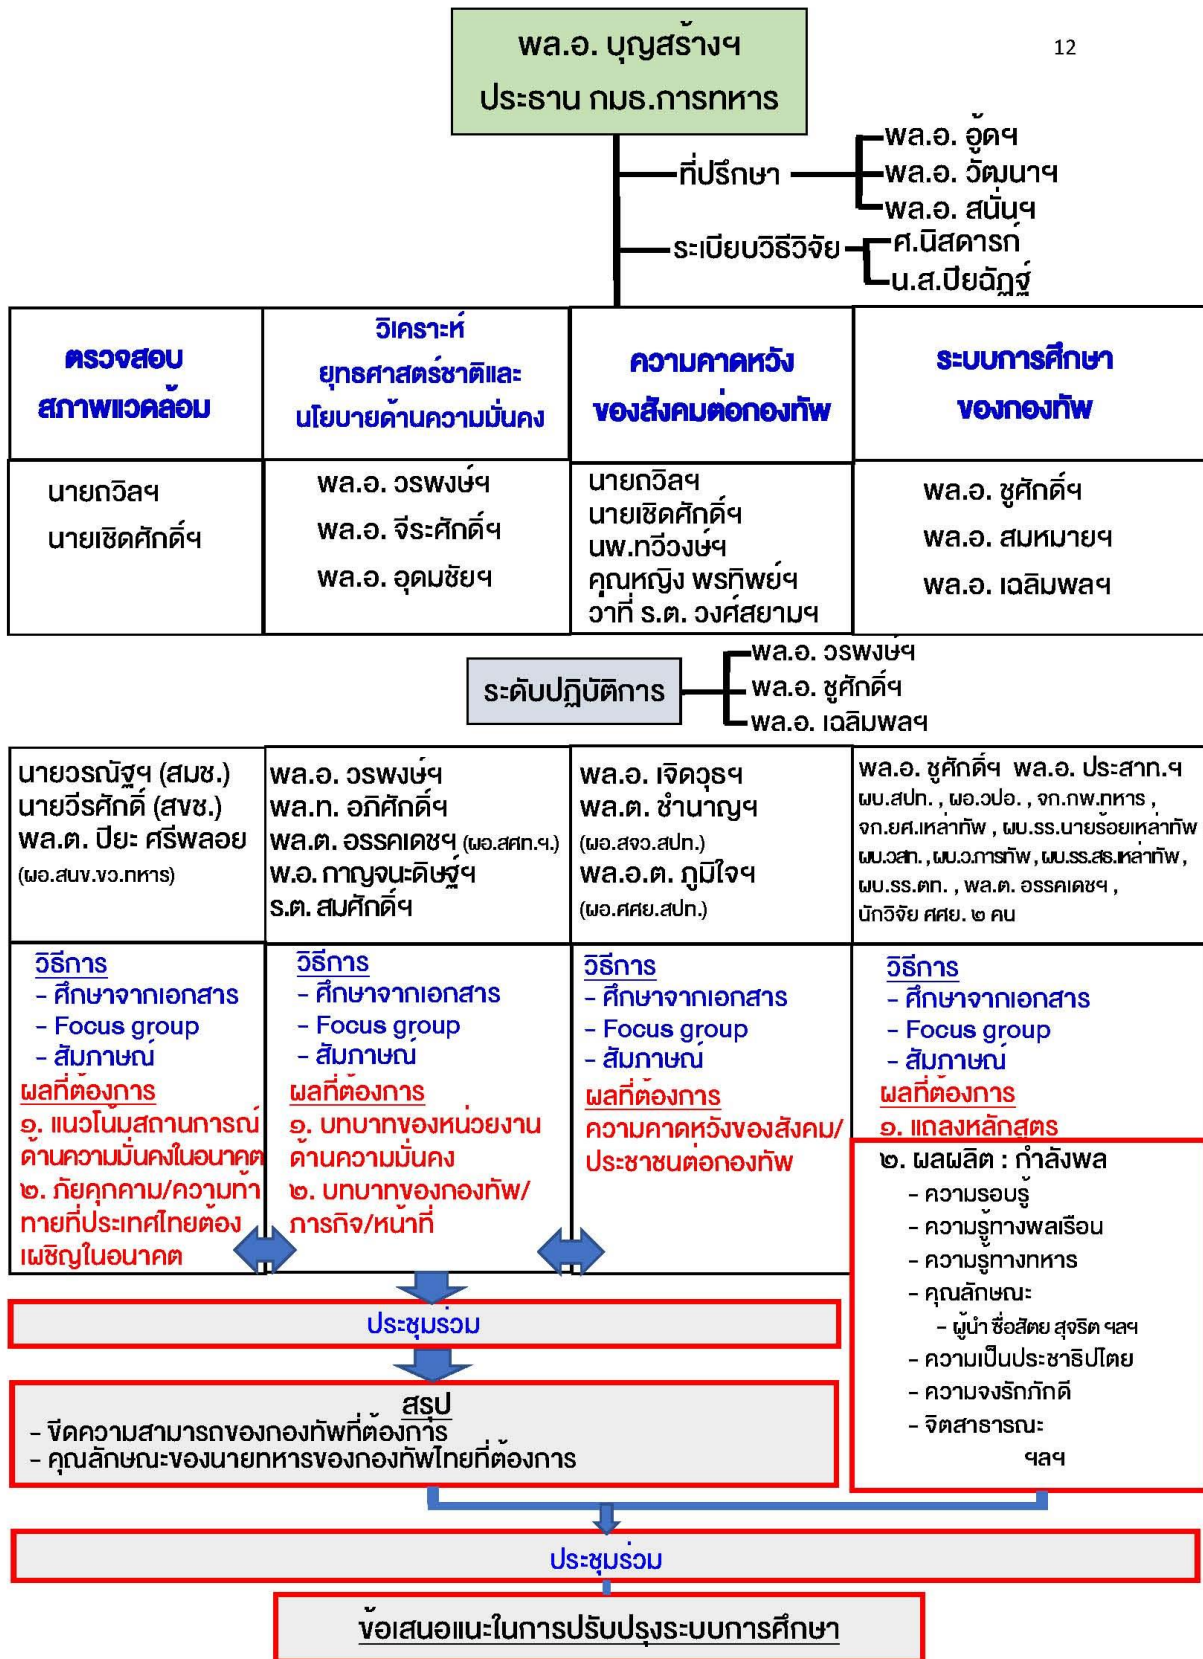 12
พล.อ. บุญสร้างฯ
ประธาน กมธ.การทหาร
ที่ปรึกษา
พล.อ. อู้ดฯ
พล.อ. วัฒนาฯ
พล.อ. สนั่นฯ
ระเบียบวิธีวิจัย
ศ.นิสดารก์
น.ส.ปิยฉัฏฐ์
ตรวจสอบ
สภาพแวดล้อม
วิเคราะห์
ยุทธศาสตร์ชาติและ
นโยบายด้านความมั่นคง
ความคาดหวัง
ของสังคมต่อกองทัพ
ระบบการศึกษา
ของกองทัพ
นายถวิลฯ
นายเชิดศักดิ์ฯ
พล.อ. วรพงษ์ฯ
พล.อ. จีระศักดิ์ฯ
พล.อ. อุดมชัยฯ
นายถวิลฯ
นายเชิดศักดิ์ฯ
นพ.ทวีวงษ์ฯ
คุณหญิง พรทิพย์ฯ
ว่าที่ ร.ต. วงศ์สยามฯ
พล.อ. ชูศักดิ์ฯ
พล.อ. สมหมายฯ
พล.อ. เฉลิมพลฯ
ระดับปฏิบัติการ
พล.อ. วรพงษ์ฯ
พล.อ. ชูศักดิ์ฯ
พล.อ. เฉลิมพลฯ
นายวรณัฐฯ (สมช.)
นายวีรศักดิ์ (สขช.)
พล.ต. ปิยะ ศรีพลอย
(ผอ.สนข.ขว.ทหาร)
พล.อ. วรพงษ์ฯ
พล.ท. อภิศักดิ์ฯ
พล.ต. อรรคเดชฯ (ผอ.สศท.ฯ.)
พ.อ. กาญจนะดิษฐ์ฯ
ร.ต. สมศักดิ์ฯ
พล.อ. เจิดวุธฯ
พล.ต. ชำนาญฯ
(ผอ.สจว.สปท.)
พล.อ.ต. ภูมิใจฯ
(ผอ.ศศย.สปท.)
พล.อ. ชูศักดิ์ฯ พล.อ. ประสาท.ฯ
ผบ.สปท. , ผอ.วปอ. , จก.กพ.ทหาร ,
จก.ยศ.เหล่าทัพ , ผบ.รร.นายร้อยเหล่าทัพ
ผบ.วสท. ,ผบ.ว.การทัพ ,ผบ.รร.สธ.เหล่าทัพ,
ผบ.รร.ตท. , พล.ต. อรรคเดชฯ ,
นักวิจัย ศศย. ๒ คน
วิธีการ
- ศึกษาจากเอกสาร
- Focus group
- สัมภาษณ์
ผลที่ต้องการ
๑. แนวโน้มสถานการณ์
ด้านความมั่นคงในอนาคต
๒. ภัยคุกคาม/ความท้า
ทายที่ประเทศไทยต้อง
เผชิญในอนาคต
วิธีการ
- ศึกษาจากเอกสาร
- Focus group
- สัมภาษณ์
ผลที่ต้องการ
๑. บทบาทของหน่วยงาน
ด้านความมั่นคง
๒. บทบาทของกองทัพ/
ภารกิจ/หน้าที่
วิธีการ
- ศึกษาจากเอกสาร
- Focus group
- สัมภาษณ์
ผลที่ต้องการ
ความคาดหวังของสังคม/
ประชาชนต่อกองทัพ
วิธีการ
- ศึกษาจากเอกสาร
- Focus group
- สัมภาษณ์
ผลที่ต้องการ
๑. แถลงหลักสูตร
๒. ผลผลิต : กำลังพล
- ความรอบรู้
- ความรู้ทางพลเรือน
- ความรู้ทางทหาร
- คุณลักษณะ
- ผู้นำ ซื่อสัตย สุจริต ฯลฯ
- ความเป็นประชาธิปไตย
- ความจงรักภักดี
- จิตสาธารณะ
ฯลฯ
ประชุมร่วม
สรุป
- ขีดความสามารถของกองทัพที่ต้องการ
- คุณลักษณะของนายทหารของกองทัพไทยที่ต้องการ
ประชุมร่วม
ข้อเสนอแนะในการปรับปรุงระบบการศึกษา